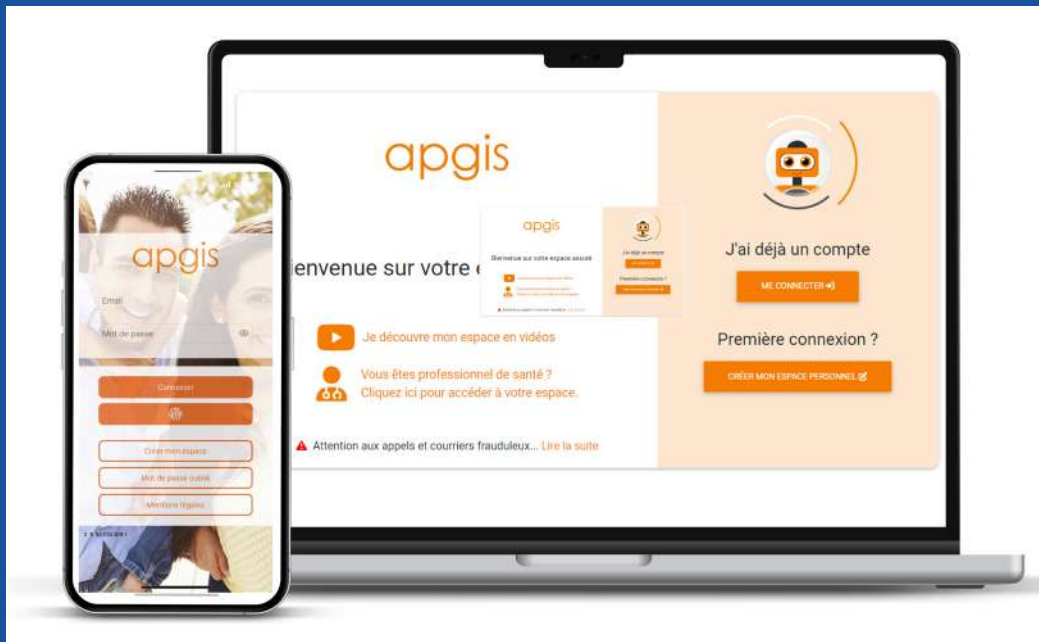 apgis
Email
Mot de passe
Connexion
Créer mon espace
Mot de passe oublié
Mentions légales
apgis
ienvenue sur votre e
Je découvre mon espace en vidéos
Vous êtes professionnel de santé ?
Cliquez ici pour accéder à votre espace.
Attention aux appels et courriers frauduleux... Lire la suite
apgis
Bienvenue sur votre espace assuré
J'ai déjà un compte
Première connexion ?
J'ai déjà un compte
ME CONNECTER
Première connexion ?
CRÉER MON ESPACE PERSONNEL